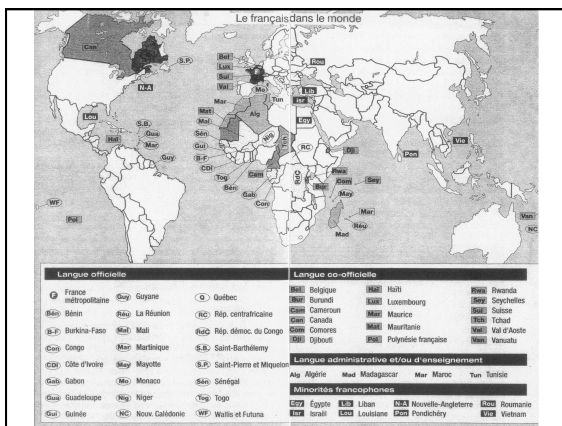 Le français dans le monde
Can
S.P.
N-A
Lou
S.B.
Hai
Gua
Mar
Guy
WF
Pol
Bel
Lux
Sui
Val
F
Mo
Rou
Mar
Tun
Alg
Lib
Isr
Egy
Mat
Mal
Sén
Gui
B-F
CDI
Tog
Bén
Gab
Con
Cam
Nig
Tch
RC
RdC
Dji
Rwa
Bur
Com
Sey
May
Mar
Réu
Mad
Pon
Vie
Van
NC
Langue officielle
F France métropolitaine
Bén Bénin
B-F Burkina-Faso
Con Congo
CDI Côte d'Ivoire
Gab Gabon
Gua Guadeloupe
Gui Guinée
Guy Guyane
Réu La Réunion
Mal Mali
Mar Martinique
May Mayotte
Mo Monaco
Nig Niger
NC Nouv. Calédonie
Q Québec
RC Rép. centrafricaine
RdC Rép. démoc. du Congo
S.B. Saint-Barthélemy
S.P. Saint-Pierre et Miquelon
Sén Sénégal
Tog Togo
WF Wallis et Futuna
Langue co-officielle
Bel Belgique
Bur Burundi
Cam Cameroun
Can Canada
Com Comores
Dji Djibouti
Haï Haïti
Lux Luxembourg
Mar Maurice
Mat Mauritanie
Pol Polynésie française
Rwa Rwanda
Sey Seychelles
Sui Suisse
Tch Tchad
Val Val d'Aoste
Van Vanuatu
Langue administrative et/ou d'enseignement
Alg Algérie Mad Madagascar Mar Maroc Tun Tunisie
Minorités francophones
Egy Égypte Lib Liban N-A Nouvelle-Angleterre Rou Roumanie
Isr Israël Lou Louisiane Pon Pondichéry Vie Vietnam